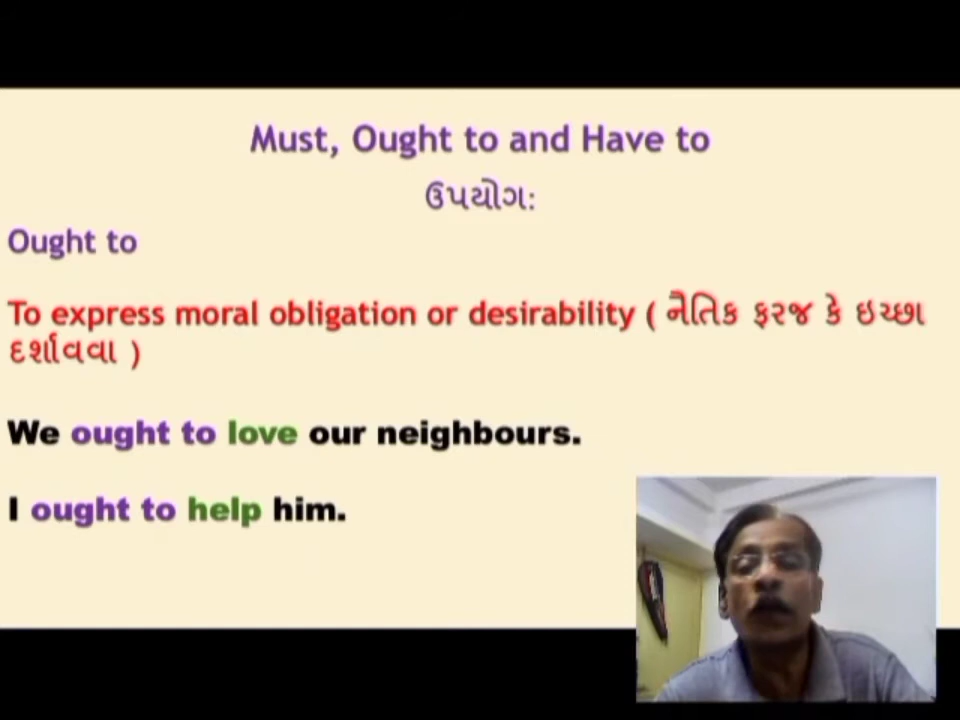 Must, Ought to and Have to
ઉપયોગ:
Ought to
To express moral obligation or desirability ( નૈતિક ફરજ કે ઇચ્છા
દર્શાવવા )
We ought to love our neighbours.
I ought to help him.